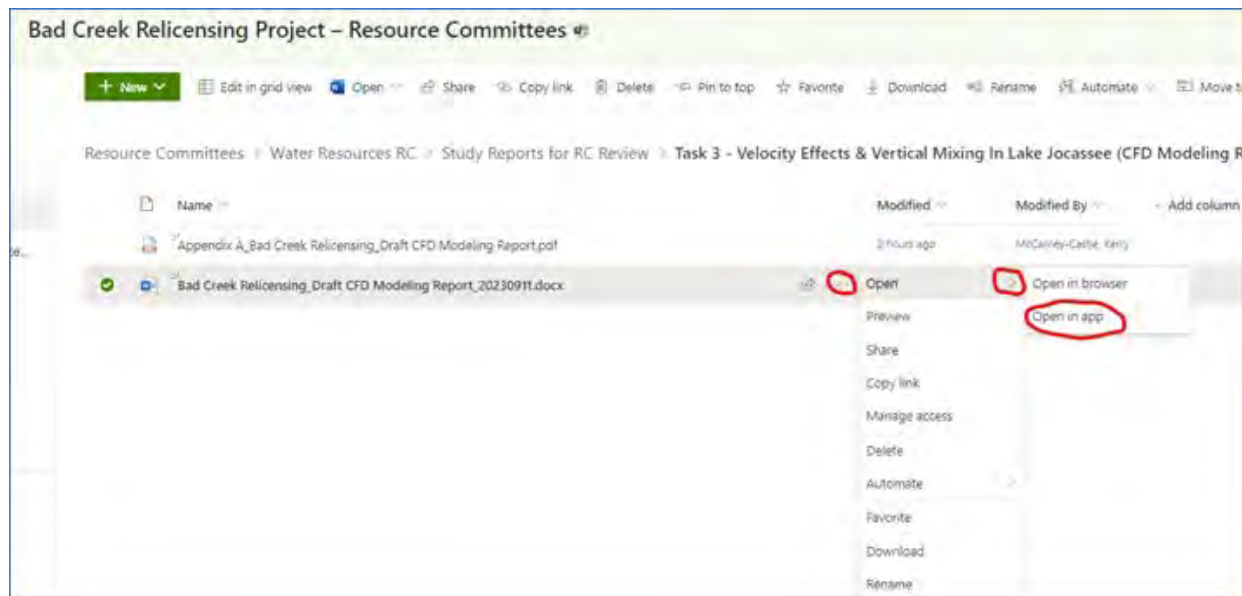 Bad Creek Relicensing Project – Resource Committees
+ New Edit in grid view Open Share Copy link Delete Pin to top Favorite Download Rename Automate Move t
Resource Committees > Water Resources RC > Study Reports for RC Review > Task 3 - Velocity Effects & Vertical Mixing In Lake Jocassee (CFD Modeling R
Name Modified Modified By Add column
Appendix A_Bad Creek Relicensing_Draft CFD Modeling Report.pdf 2 hours ago McCarney-Castle, Kerry
Bad Creek Relicensing_Draft CFD Modeling Report_20230911.docx
Open
Open in browser
Preview
Open in app
Share
Copy link
Manage access
Delete
Automate
Favorite
Download
Rename